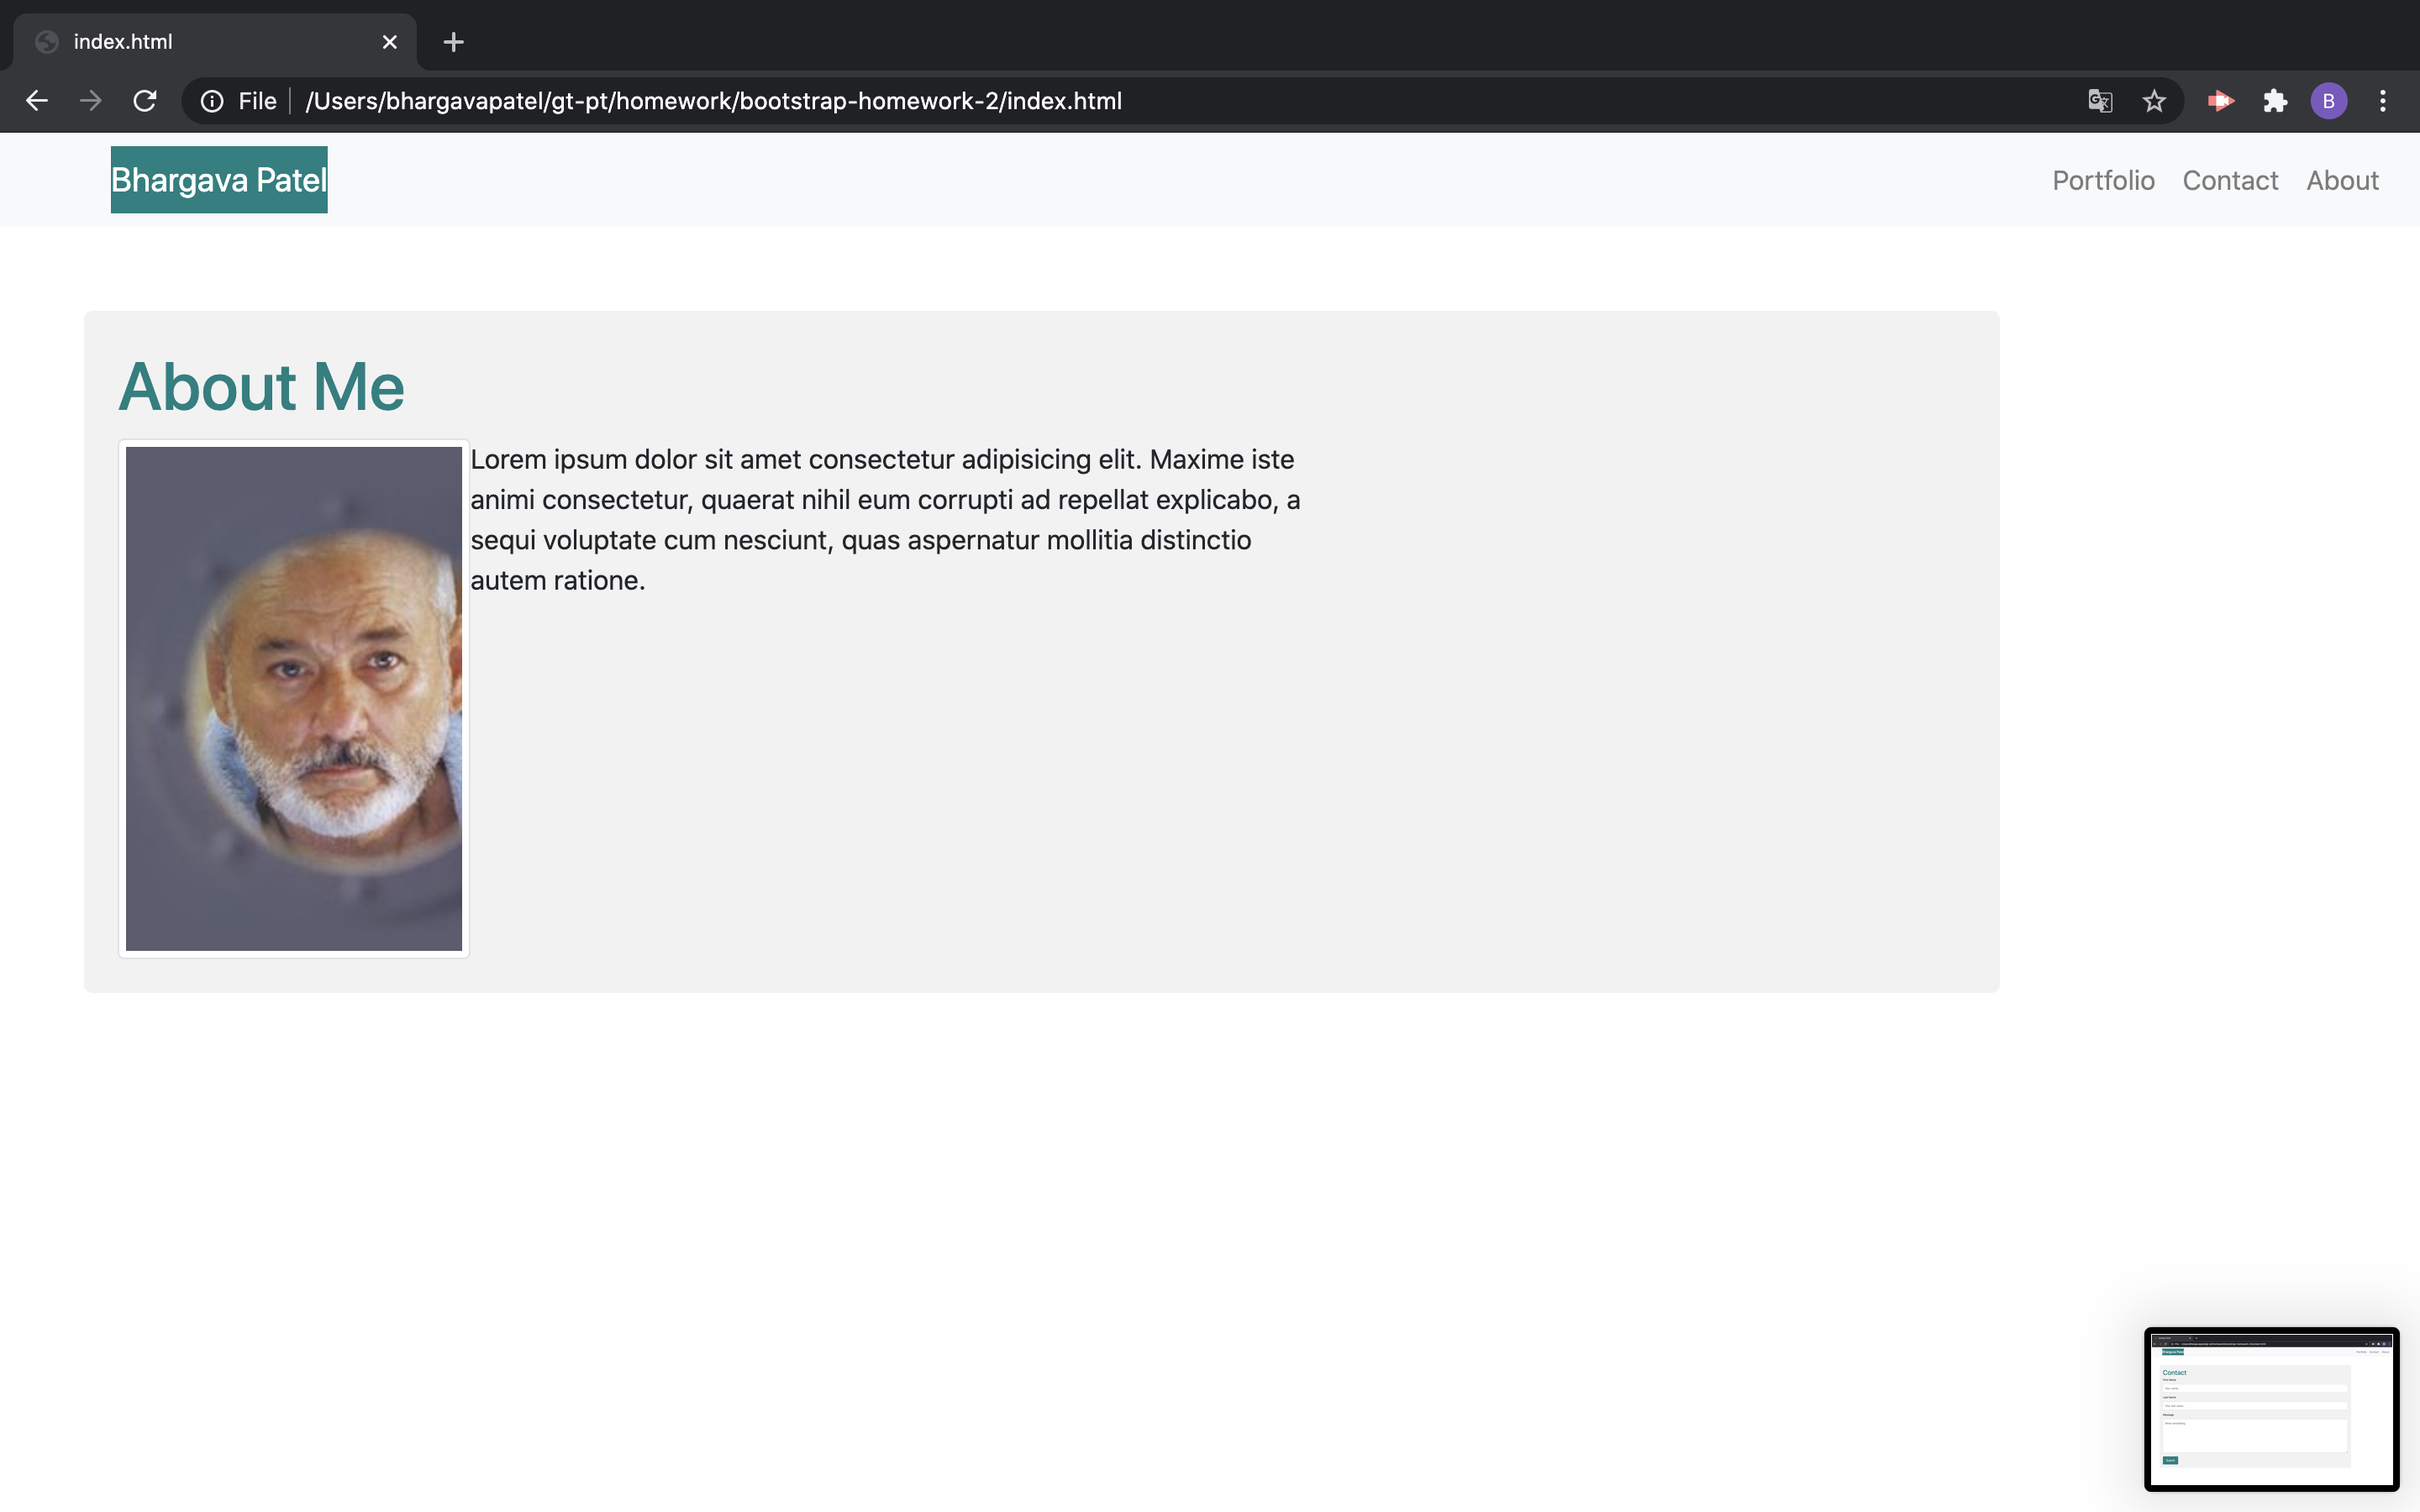 index.html
File /Users/bhargavapatel/gt-pt/homework/bootstrap-homework-2/index.html
B
Bhargava Patel
Portfolio Contact About
About Me
Lorem ipsum dolor sit amet consectetur adipisicing elit. Maxime iste
animi consectetur, quaerat nihil eum corrupti ad repellat explicabo, a
sequi voluptate cum nesciunt, quas aspernatur mollitia distinctio
autem ratione.
Contact